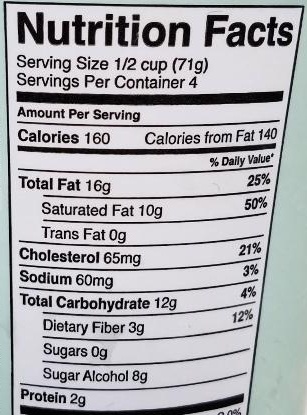 Nutrition Facts
Serving Size 1/2 cup (71g)
Servings Per Container 4
Amount Per Serving
Calories 160 Calories from Fat 140
% Daily Value*
Total Fat 16g 25%
Saturated Fat 10g 50%
Trans Fat 0g
Cholesterol 65mg 21%
Sodium 60mg 3%
Total Carbohydrate 12g 4%
Dietary Fiber 3g 12%
Sugars 0g
Sugar Alcohol 8g
Protein 2g